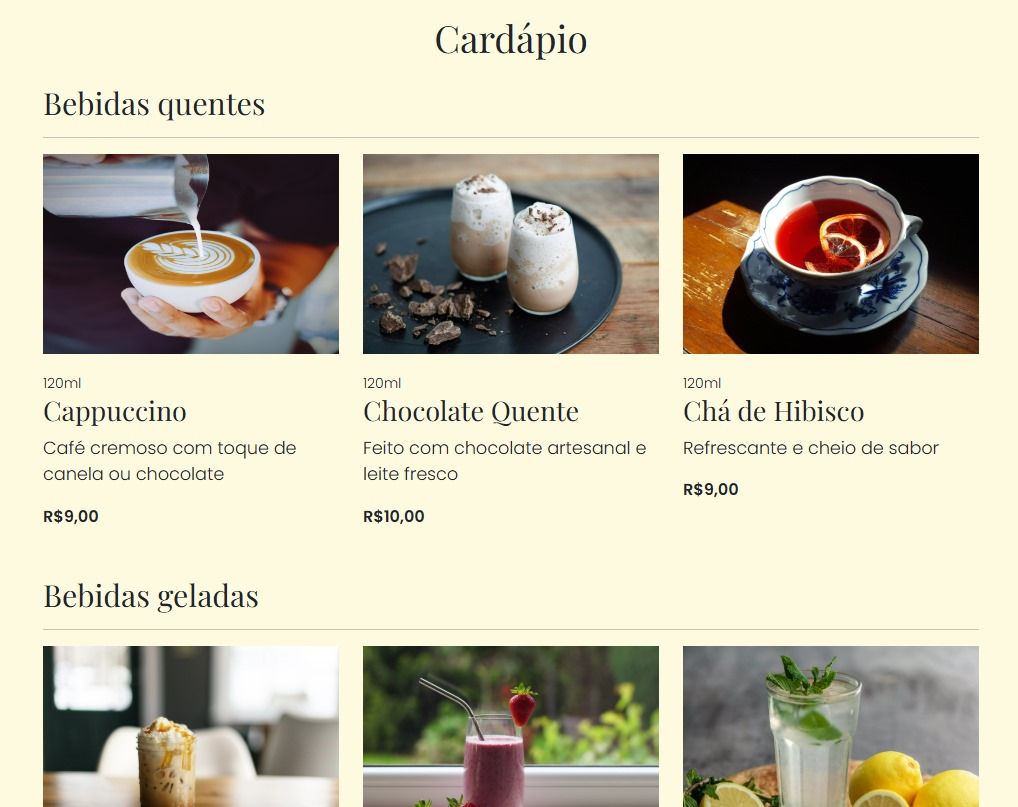 Cardápio
Bebidas quentes
120ml
Cappuccino
Café cremoso com toque de
canela ou chocolate
R$9,00
120ml
Chocolate Quente
Feito com chocolate artesanal e
leite fresco
R$10,00
120ml
Chá de Hibisco
Refrescante e cheio de sabor
R$9,00
Bebidas geladas